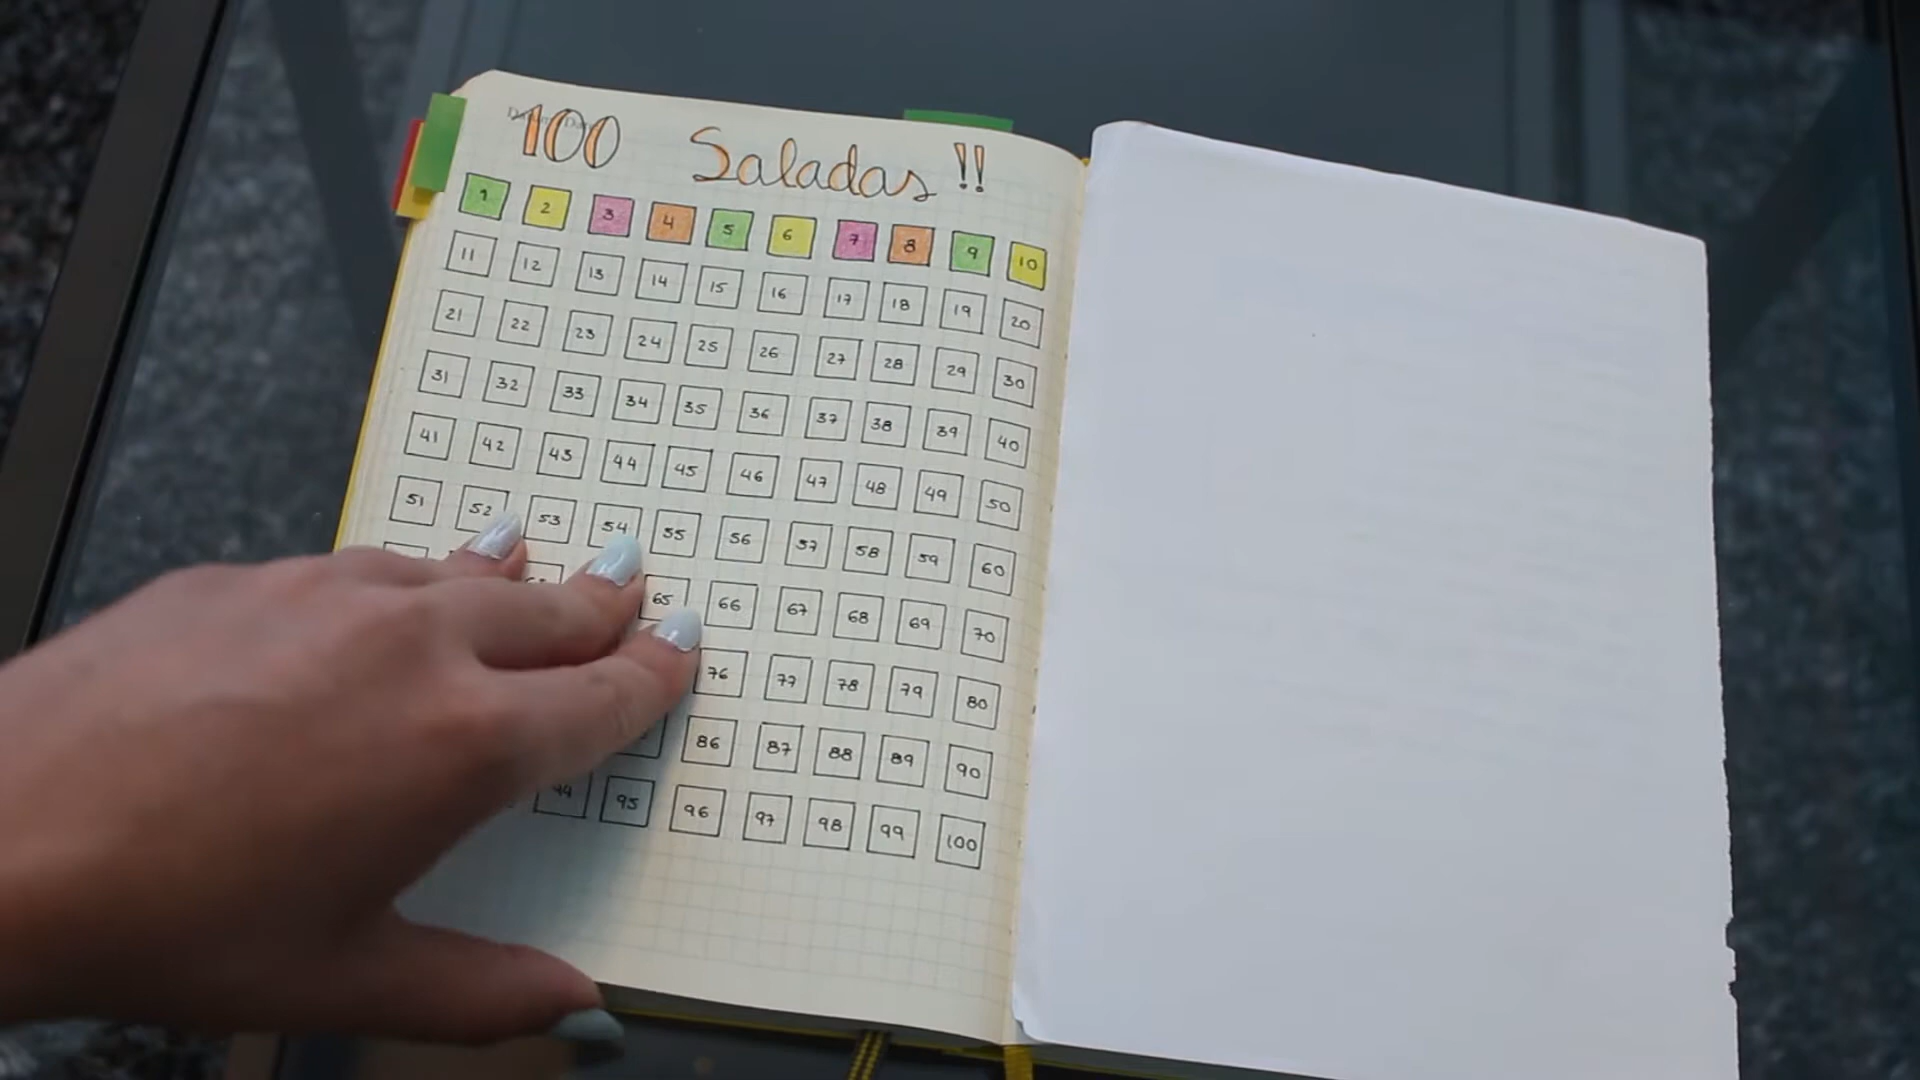 100 Saladas !!
1 2 3 4 5 6 7 8 9 10
11 12 13 14 15 16 17 18 19 20
21 22 23 24 25 26 27 28 29 30
31 32 33 34 35 36 37 38 39 40
41 42 43 44 45 46 47 48 49 50
51 52 53 54 55 56 57 58 59 60
65 66 67 68 69 70
76 77 78 79 80
86 87 88 89 90
94 95 96 97 98 99 100